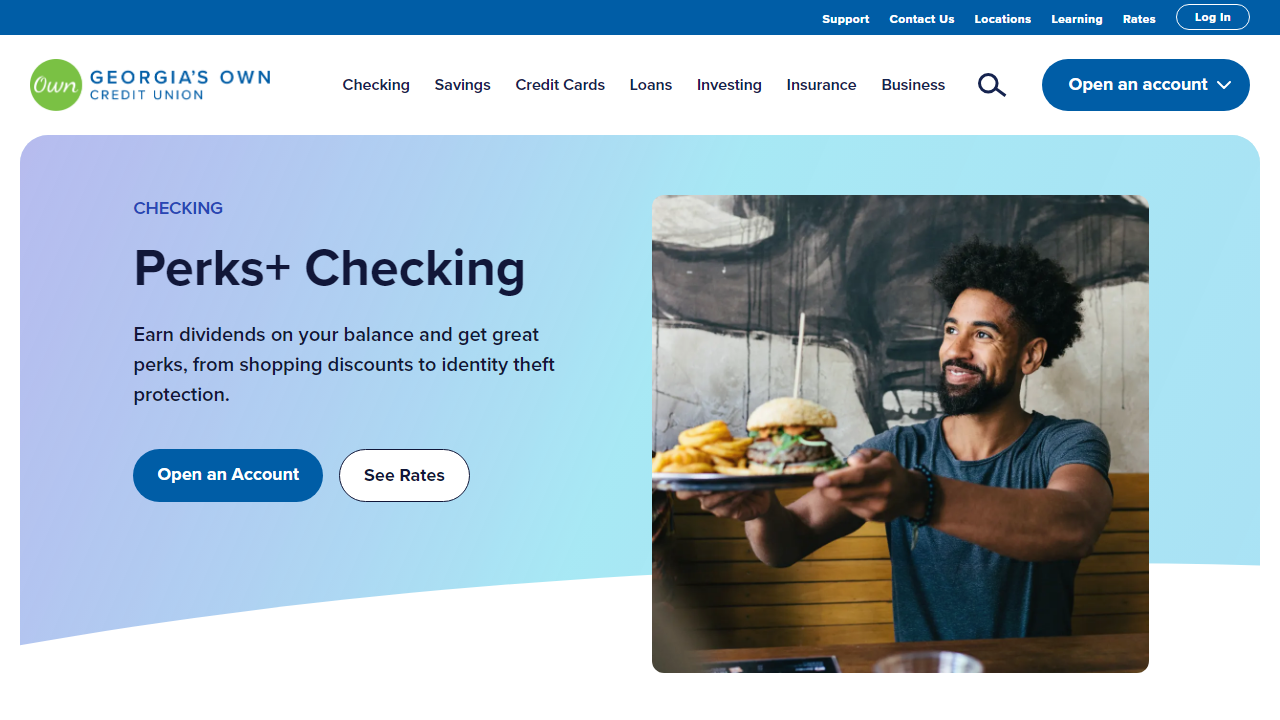 Support Contact Us Locations Learning Rates Log In
Own GEORGIA'S OWN
CREDIT UNION
Checking Savings Credit Cards Loans Investing Insurance Business Open an account
CHECKING
Perks+ Checking
Earn dividends on your balance and get great
perks, from shopping discounts to identity theft
protection.
Open an Account See Rates